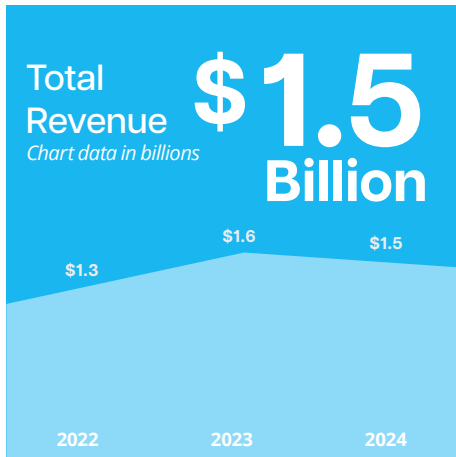 Total
Revenue
Chart data in billions
$1.5
Billion
$1.3
$1.6
$1.5
2022
2023
2024